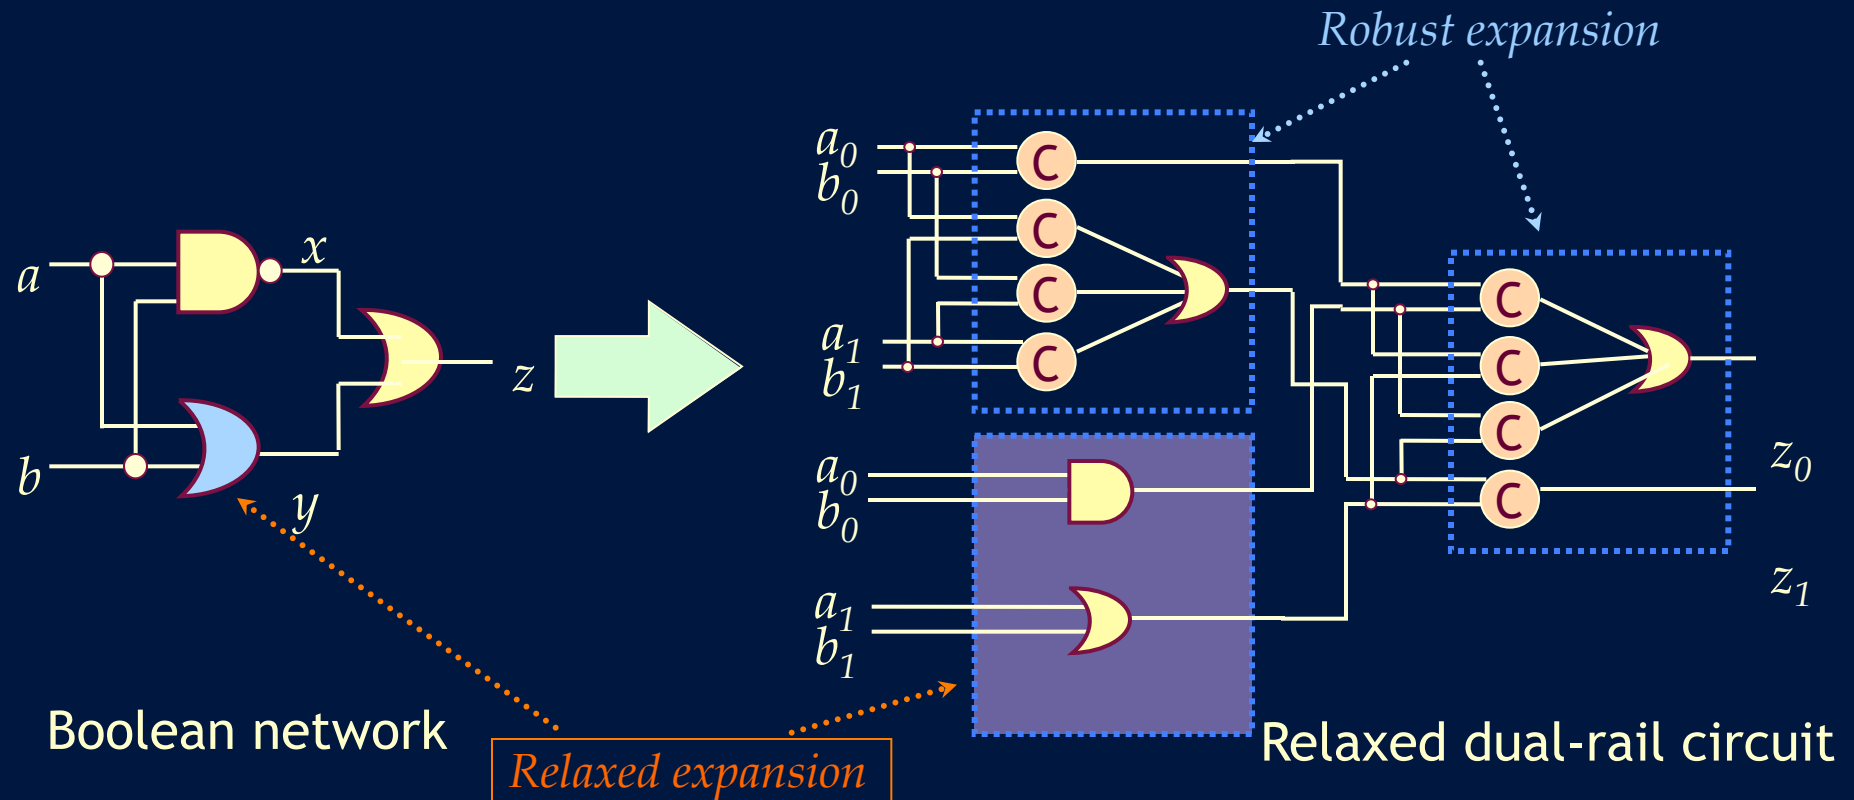 Robust expansion
a0
b0
C
C
C
C
a1
b1
a
b
x
y
z
a0
b0
a1
b1
C
C
C
C
z0
z1
Boolean network
Relaxed expansion
Relaxed dual-rail circuit